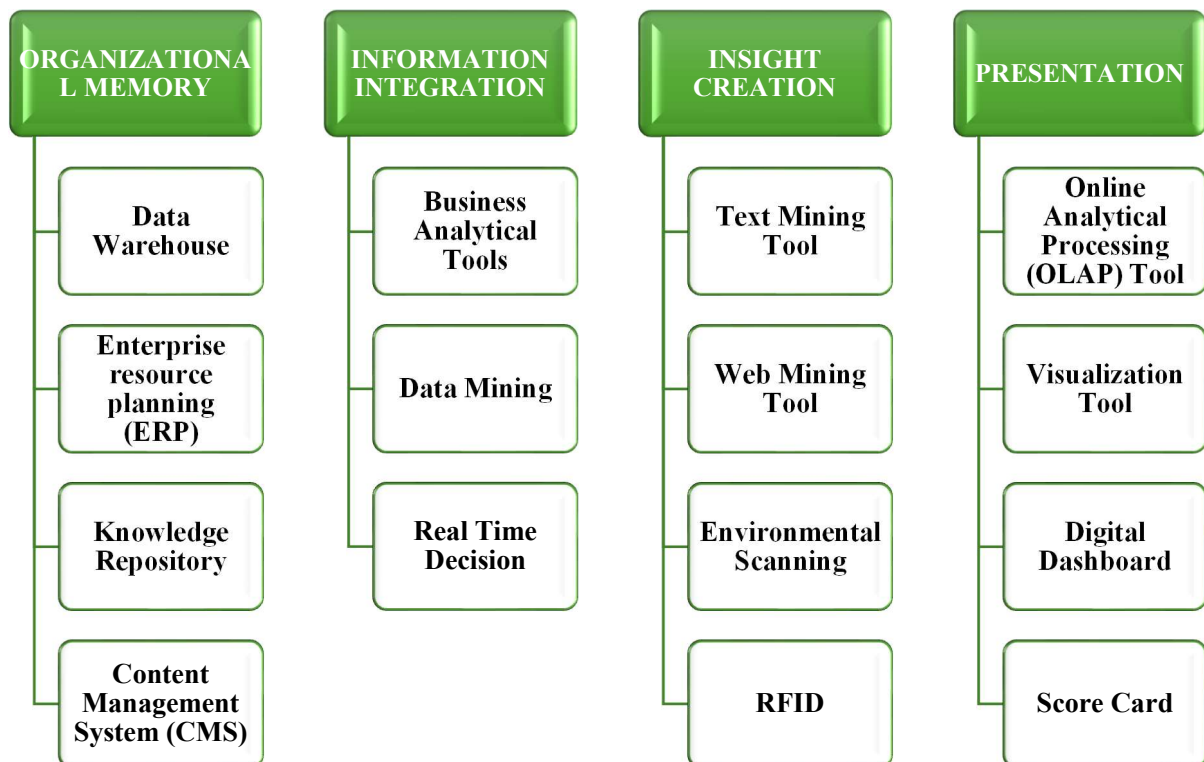 ORGANIZATIONA
L MEMORY
Data
Warehouse
Enterprise
resource
planning
(ERP)
Knowledge
Repository
Content
Management
System (CMS)
INFORMATION
INTEGRATION
Business
Analytical
Tools
Data Mining
Real Time
Decision
INSIGHT
CREATION
Text Mining
Tool
Web Mining
Tool
Environmental
Scanning
RFID
PRESENTATION
Online
Analytical
Processing
(OLAP) Tool
Visualization
Tool
Digital
Dashboard
Score Card